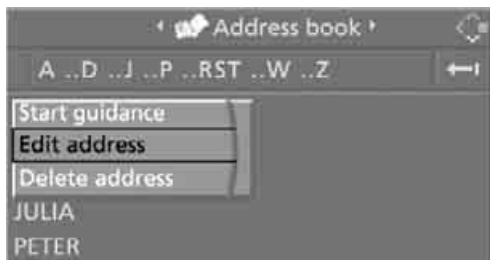 Address book
A ..D ..J ..P ..RST ..W ..Z
Start guidance
Edit address
Delete address
JULIA
PETER